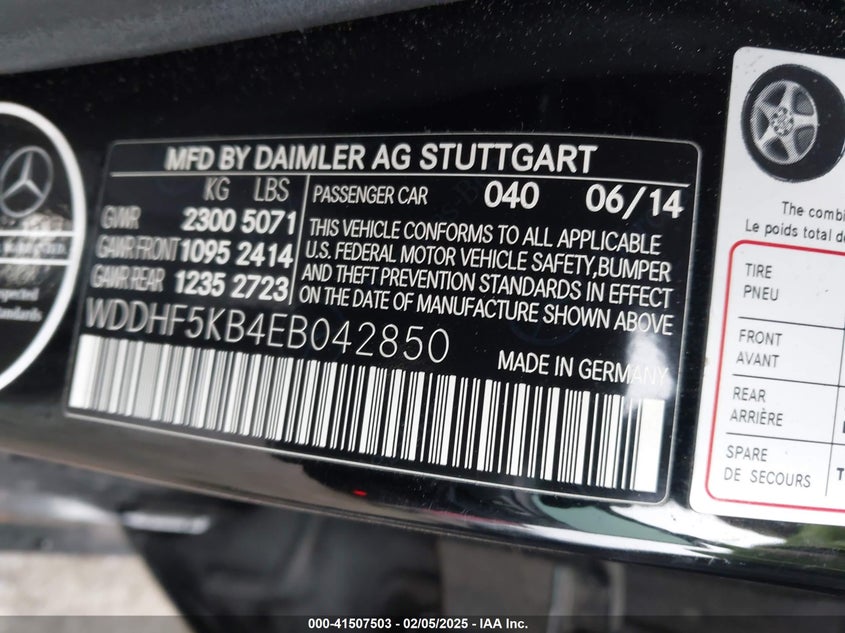 MFD BY DAIMLER AG STUTTGART
KG LBS
GVWR 2300 5071
GAWR FRONT 1095 2414
GAWR REAR 1235 2723
PASSENGER CAR 040 06/14
THIS VEHICLE CONFORMS TO ALL APPLICABLE
U.S. FEDERAL MOTOR VEHICLE SAFETY,BUMPER
AND THEFT PREVENTION STANDARDS IN EFFECT
ON THE DATE OF MANUFACTURE SHOWN ABOVE
WDDHF5KB4EB042850
MADE IN GERMANY
The combi
Le poids total d
TIRE
PNEU
FRONT
AVANT
REAR
ARRIÈRE
SPARE
DE SECOURS
T
000-41507503 / 02/05/2025 - IAA Inc.